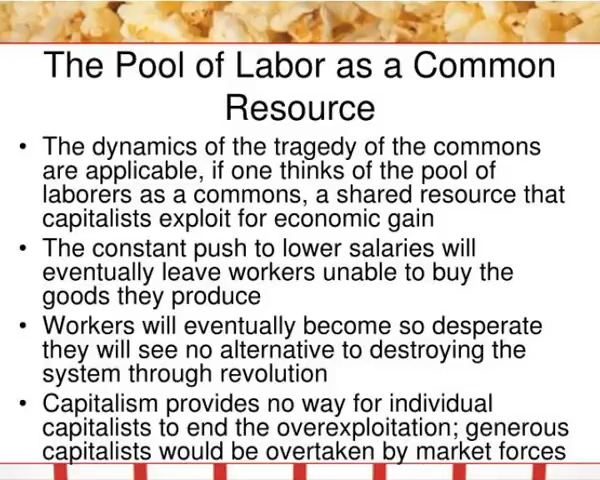 The Pool of Labor as a Common
Resource
• The dynamics of the tragedy of the commons
are applicable, if one thinks of the pool of
laborers as a commons, a shared resource that
capitalists exploit for economic gain
• The constant push to lower salaries will
eventually leave workers unable to buy the
goods they produce
• Workers will eventually become so desperate
they will see no alternative to destroying the
system through revolution
• Capitalism provides no way for individual
capitalists to end the overexploitation; generous
capitalists would be overtaken by market forces